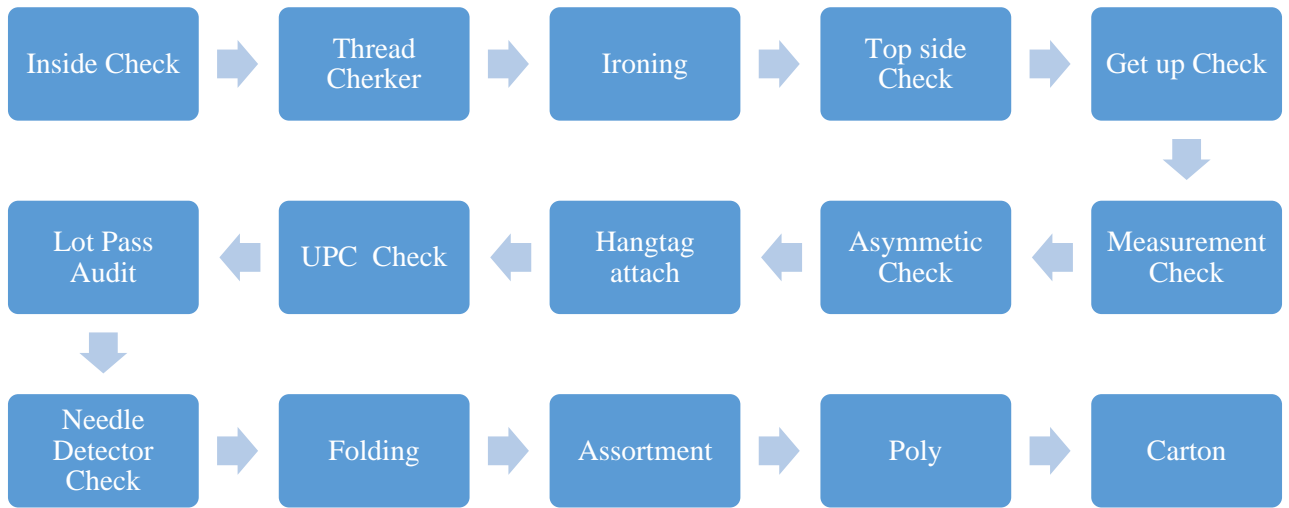 Inside Check
Thread
Cherker
Ironing
Top side
Check
Get up Check
Measurement
Check
Asymmetic
Check
Hangtag
attach
UPC  Check
Lot Pass
Audit
Needle
Detector
Check
Folding
Assortment
Poly
Carton